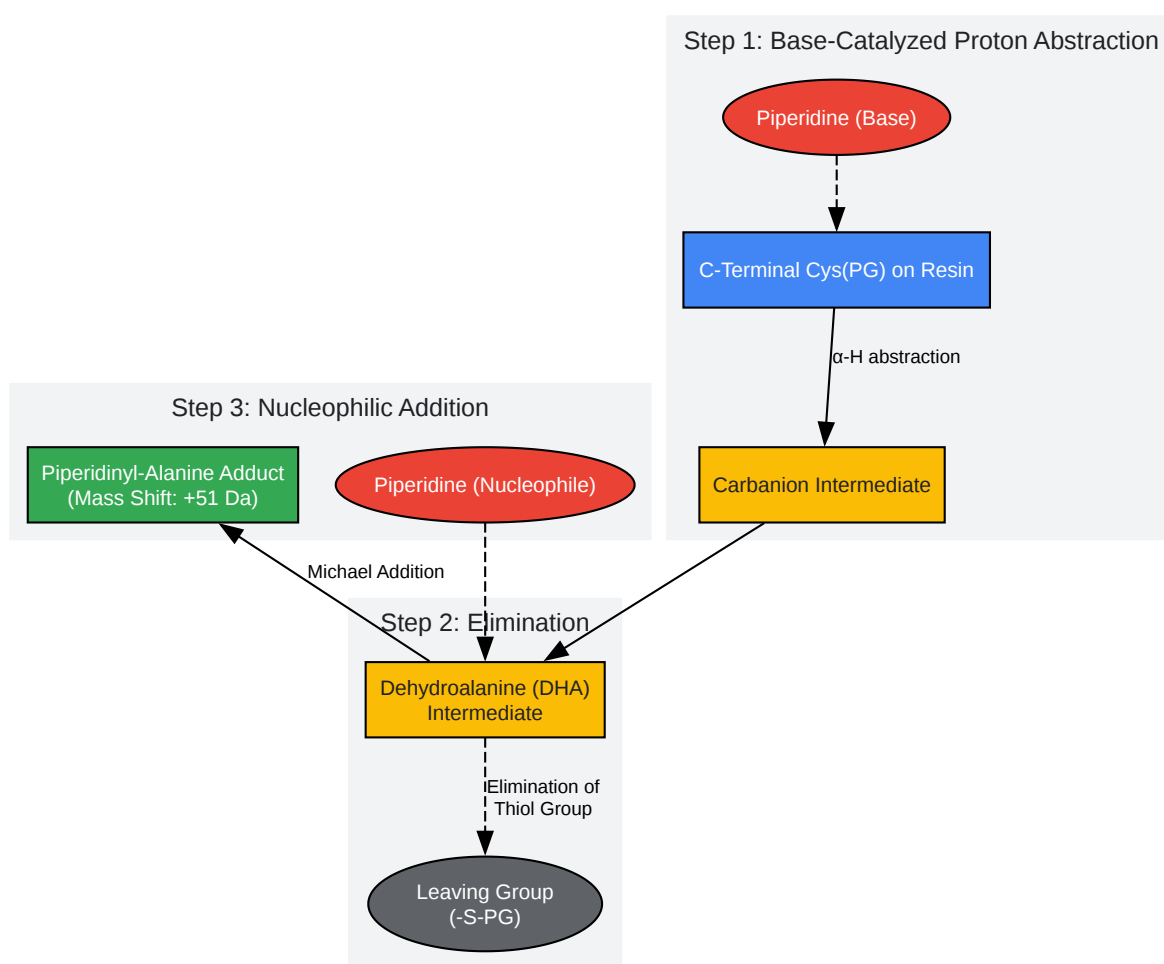 Step 1: Base-Catalyzed Proton Abstraction
Piperidine (Base)
C-Terminal Cys(PG) on Resin
α-H abstraction
Carbanion Intermediate
Step 3: Nucleophilic Addition
Piperidinyl-Alanine Adduct
(Mass Shift: +51 Da)
Piperidine (Nucleophile)
Michael Addition
Step 2: Elimination
Dehydroalanine (DHA)
Intermediate
Elimination of
Thiol Group
Leaving Group
(-S-PG)